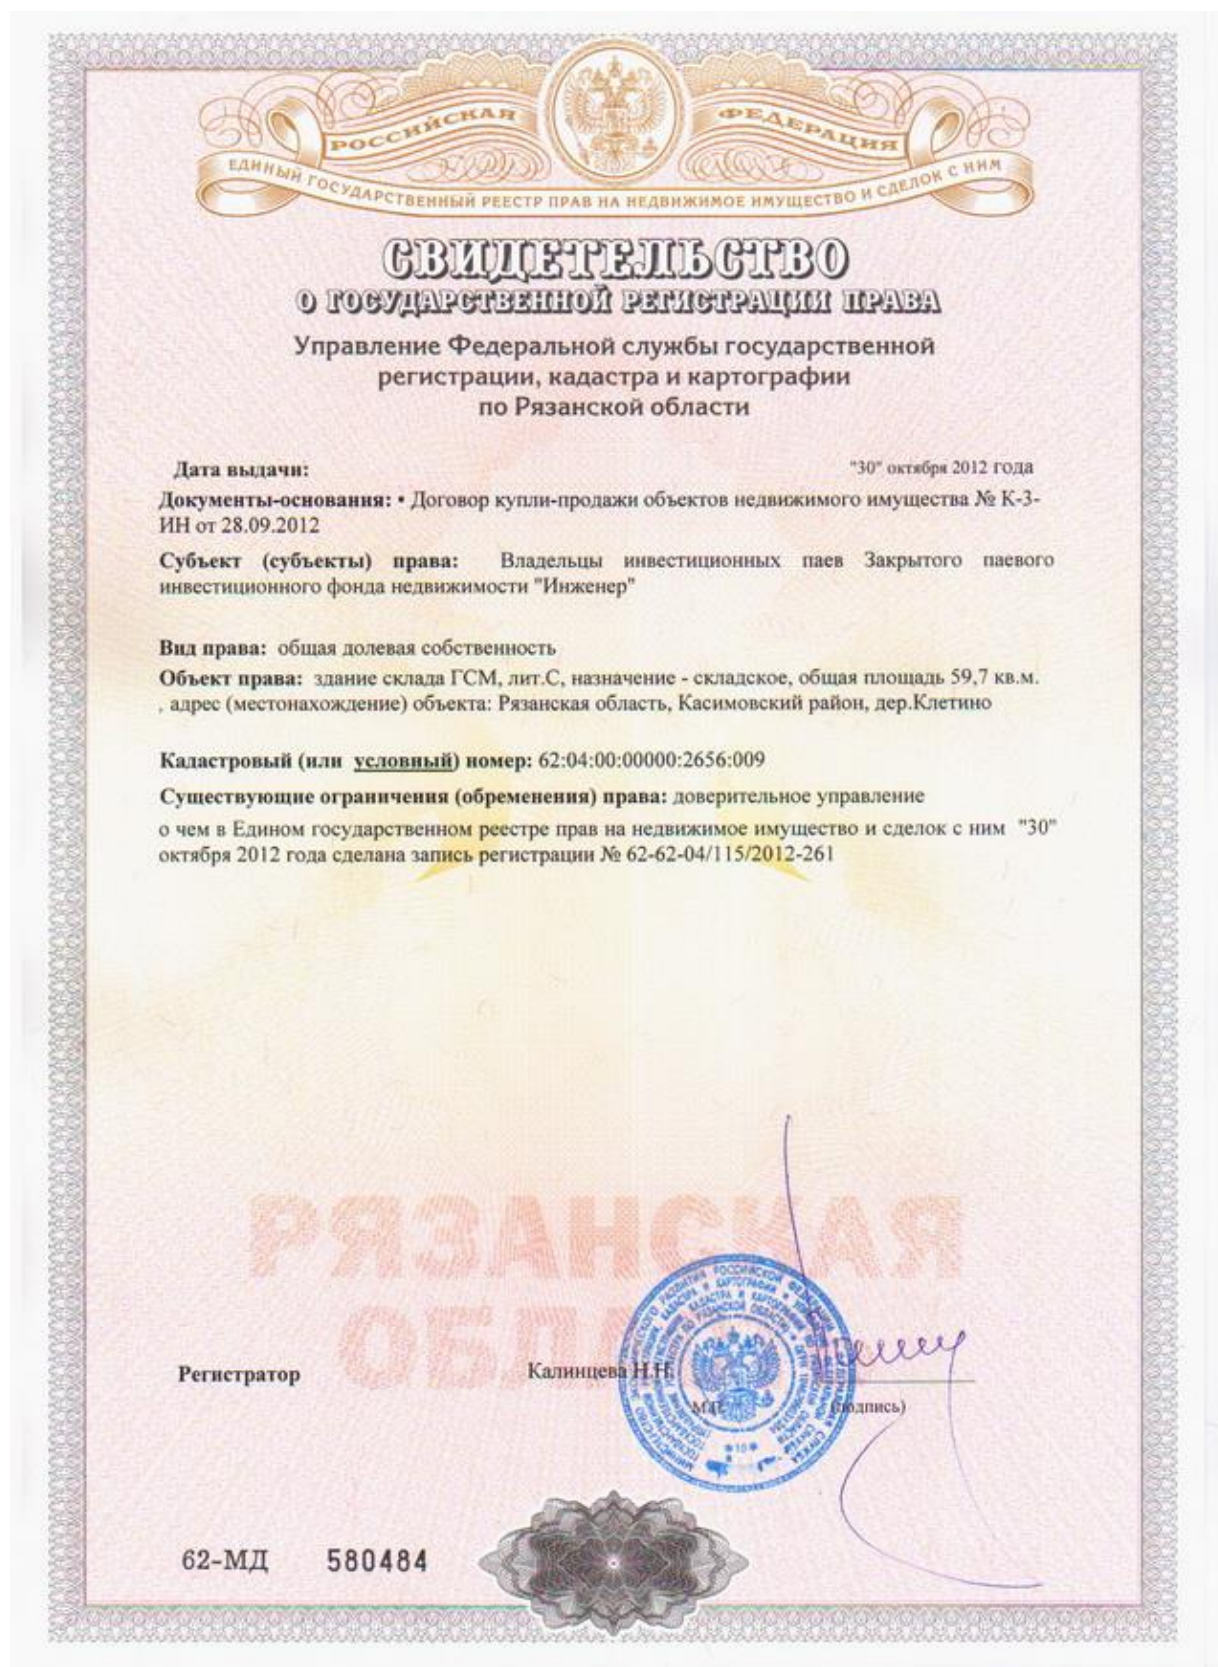 РОССИЙСКАЯ ФЕДЕРАЦИЯ
ЕДИНЫЙ ГОСУДАРСТВЕННЫЙ РЕЕСТР ПРАВ НА НЕДВИЖИМОЕ ИМУЩЕСТВО И СДЕЛОК С НИМ
СВИДЕТЕЛЬСТВО
О ГОСУДАРСТВЕННОЙ РЕГИСТРАЦИИ ПРАВА
Управление Федеральной службы государственной
регистрации, кадастра и картографии
по Рязанской области
Дата выдачи: "30" октября 2012 года
Документы-основания: • Договор купли-продажи объектов недвижимого имущества № К-3-
ИН от 28.09.2012
Субъект (субъекты) права: Владельцы инвестиционных паев Закрытого паевого
инвестиционного фонда недвижимости "Инженер"
Вид права: общая долевая собственность
Объект права: здание склада ГСМ, лит.С, назначение - складское, общая площадь 59,7 кв.м.
, адрес (местонахождение) объекта: Рязанская область, Касимовский район, дер.Клетино
Кадастровый (или условный) номер: 62:04:00:00000:2656:009
Существующие ограничения (обременения) права: доверительное управление
о чем в Едином государственном реестре прав на недвижимое имущество и сделок с ним "30"
октября 2012 года сделана запись регистрации № 62-62-04/115/2012-261
РЯЗАНСКАЯ
Регистратор Калинцева Н.Н.
М.П. (подпись)
62-МД 580484